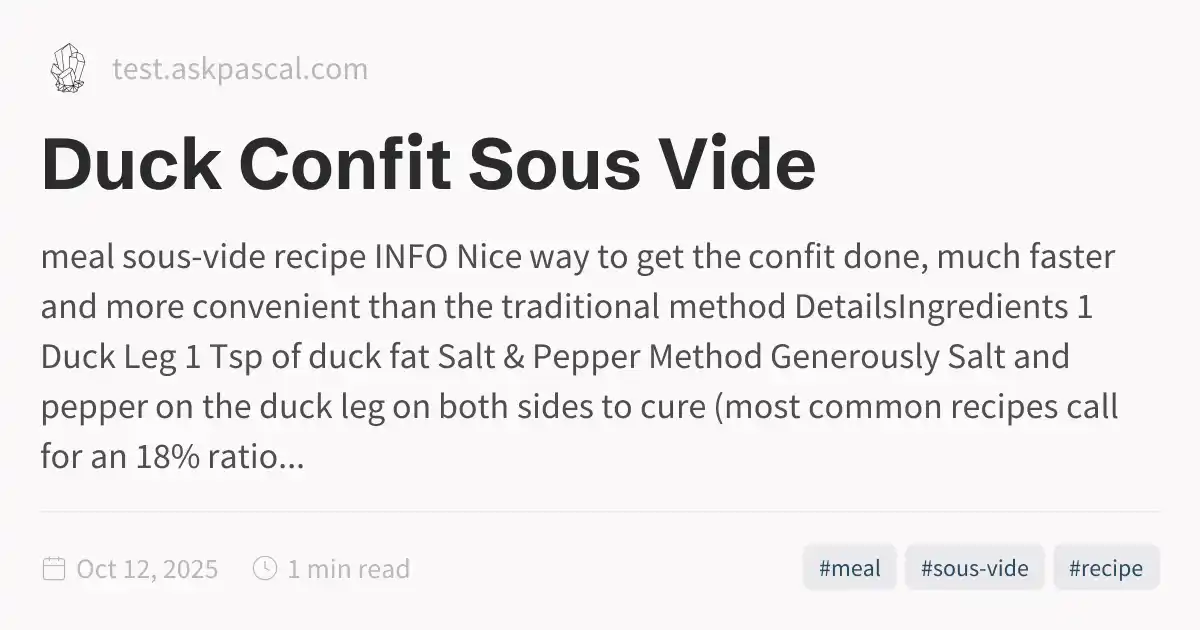 test.askpascal.com
Duck Confit Sous Vide
meal sous-vide recipe INFO Nice way to get the confit done, much faster
and more convenient than the traditional method DetailsIngredients 1
Duck Leg 1 Tsp of duck fat Salt & Pepper Method Generously Salt and
pepper on the duck leg on both sides to cure (most common recipes call
for an 18% ratio...
Oct 12, 2025 1 min read #meal #sous-vide #recipe